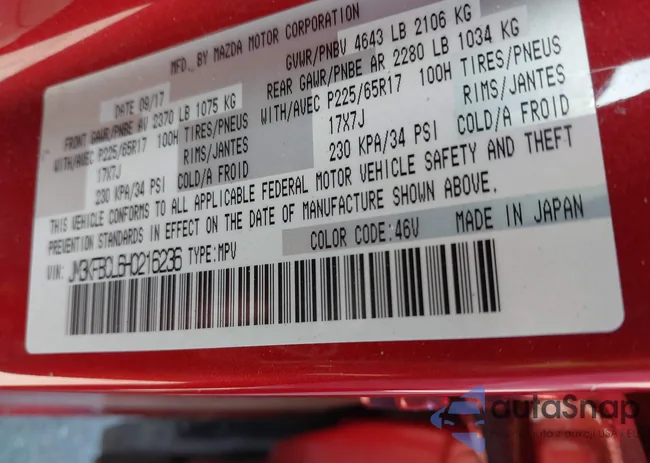 MFD. BY MAZDA MOTOR CORPORATION
DATE 09/17 GVWR/PNBV 4643 LB 2106 KG
FRONT GAWR/PNBE AV 2370 LB 1075 KG REAR GAWR/PNBE AR 2280 LB 1034 KG
WITH/AVEC P225/65R17 100H TIRES/PNEUS WITH/AVEC P225/65R17 100H TIRES/PNEUS
17X7J RIMS/JANTES 17X7J RIMS/JANTES
230 KPA/34 PSI COLD/A FROID 230 KPA/34 PSI COLD/A FROID
THIS VEHICLE CONFORMS TO ALL APPLICABLE FEDERAL MOTOR VEHICLE SAFETY AND THEFT
PREVENTION STANDARDS IN EFFECT ON THE DATE OF MANUFACTURE SHOWN ABOVE.
VIN: JM3KFBCL6H0216236 TYPE:MPV COLOR CODE:46V MADE IN JAPAN
autoSnap